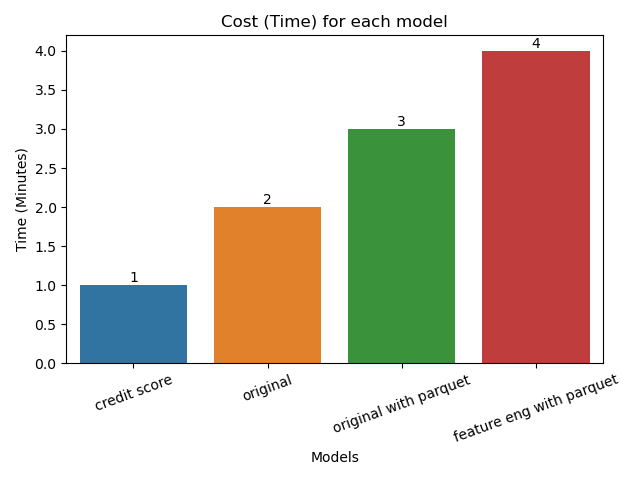 Cost (Time) for each model
Time (Minutes)
4.0
3.5
3.0
2.5
2.0
1.5
1.0
0.5
0.0
1
2
3
4
credit score
original
original with parquet
feature eng with parquet
Models